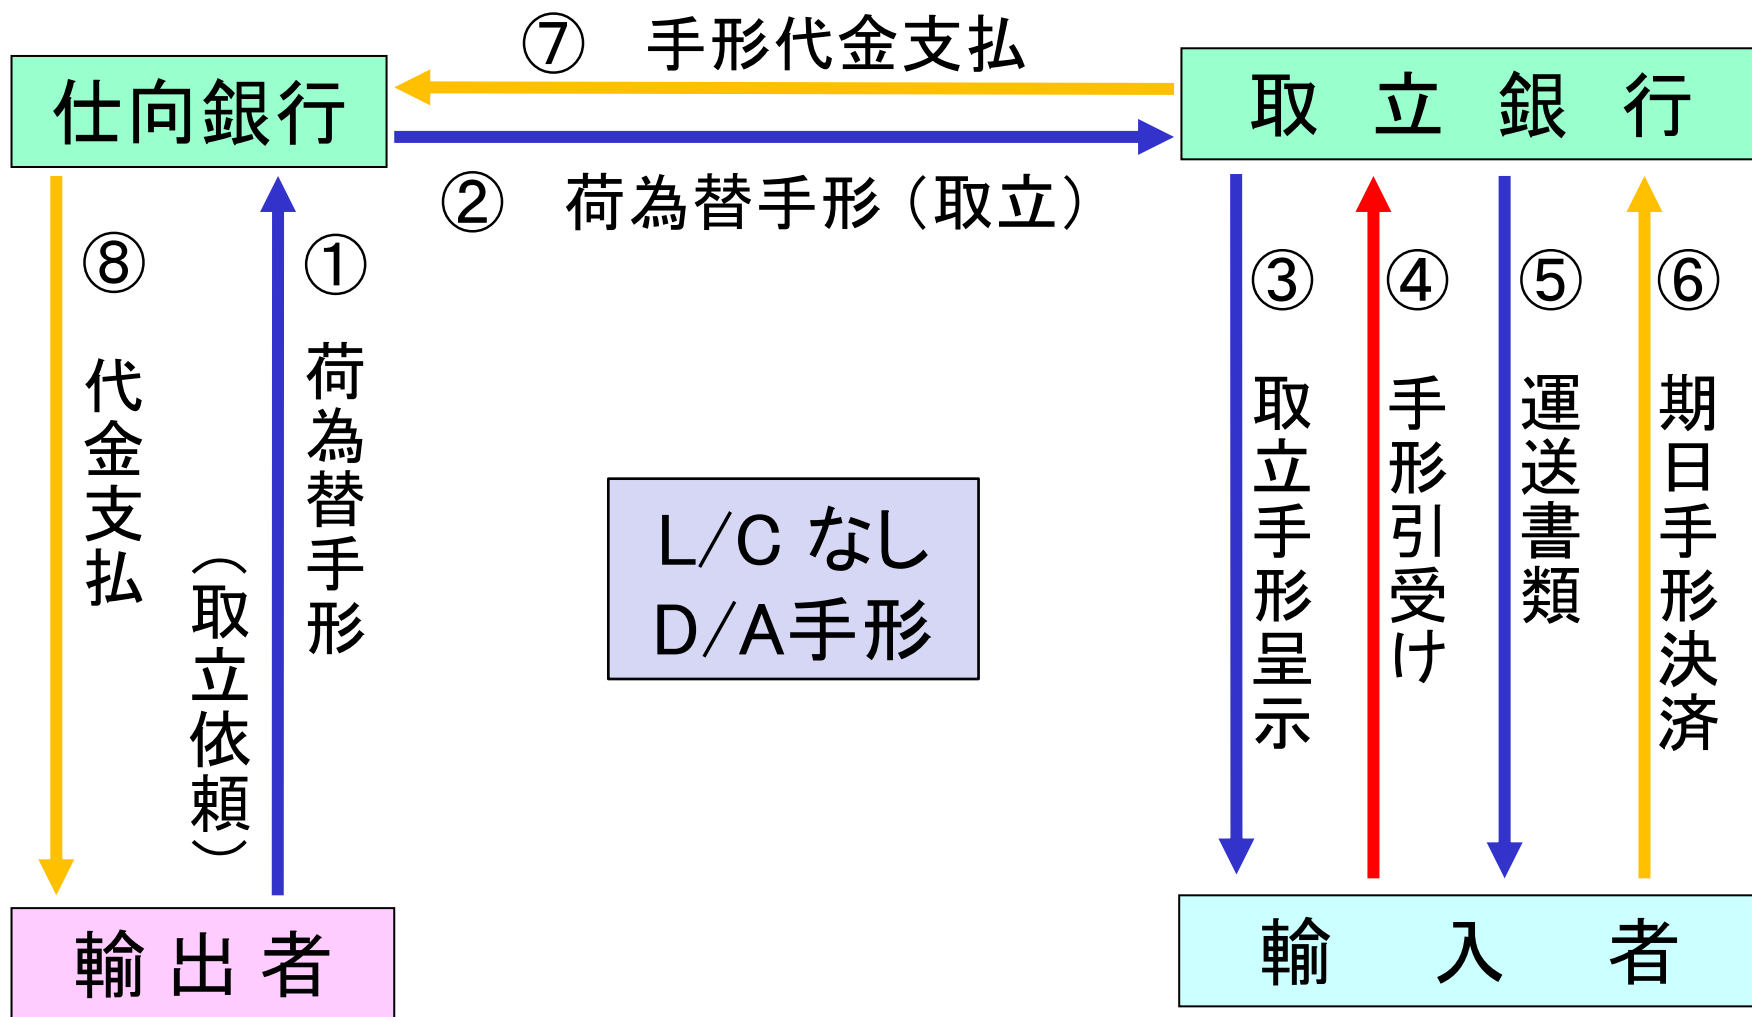 ⑦ 手形代金支払
仕向銀行
取立銀行
② 荷為替手形（取立）
⑧ 代金支払
① 荷為替手形
（取立依頼）
③ 取立手形呈示
④ 手形引受け
⑤ 運送書類
⑥ 期日手形決済
L/C なし
D/A手形
輸出者
輸入者